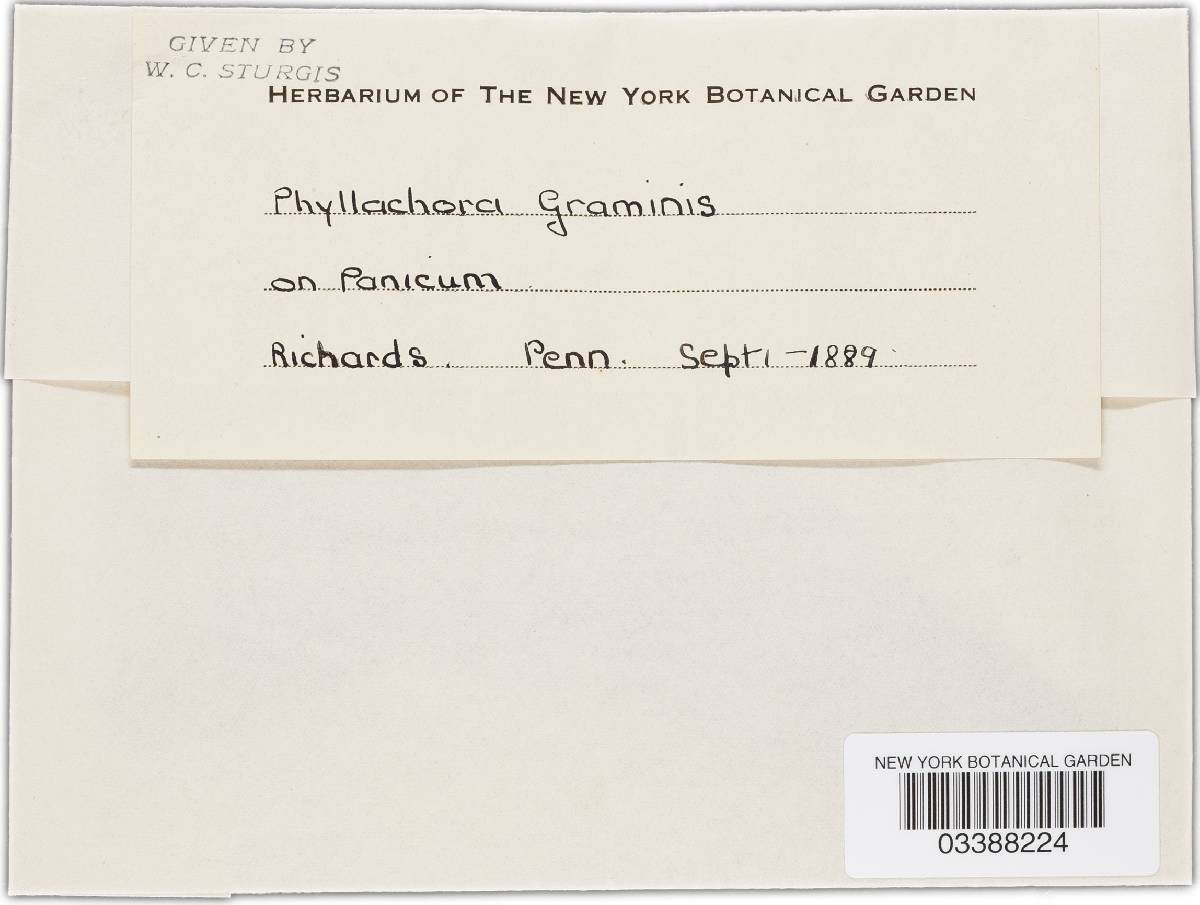 GIVEN BY
W. C. STURGIS
HERBARIUM OF THE NEW YORK BOTANICAL GARDEN
Phyllachora Graminis
on Panicum
Richards. Penn. Sept 1 - 1889
NEW YORK BOTANICAL GARDEN
03388224